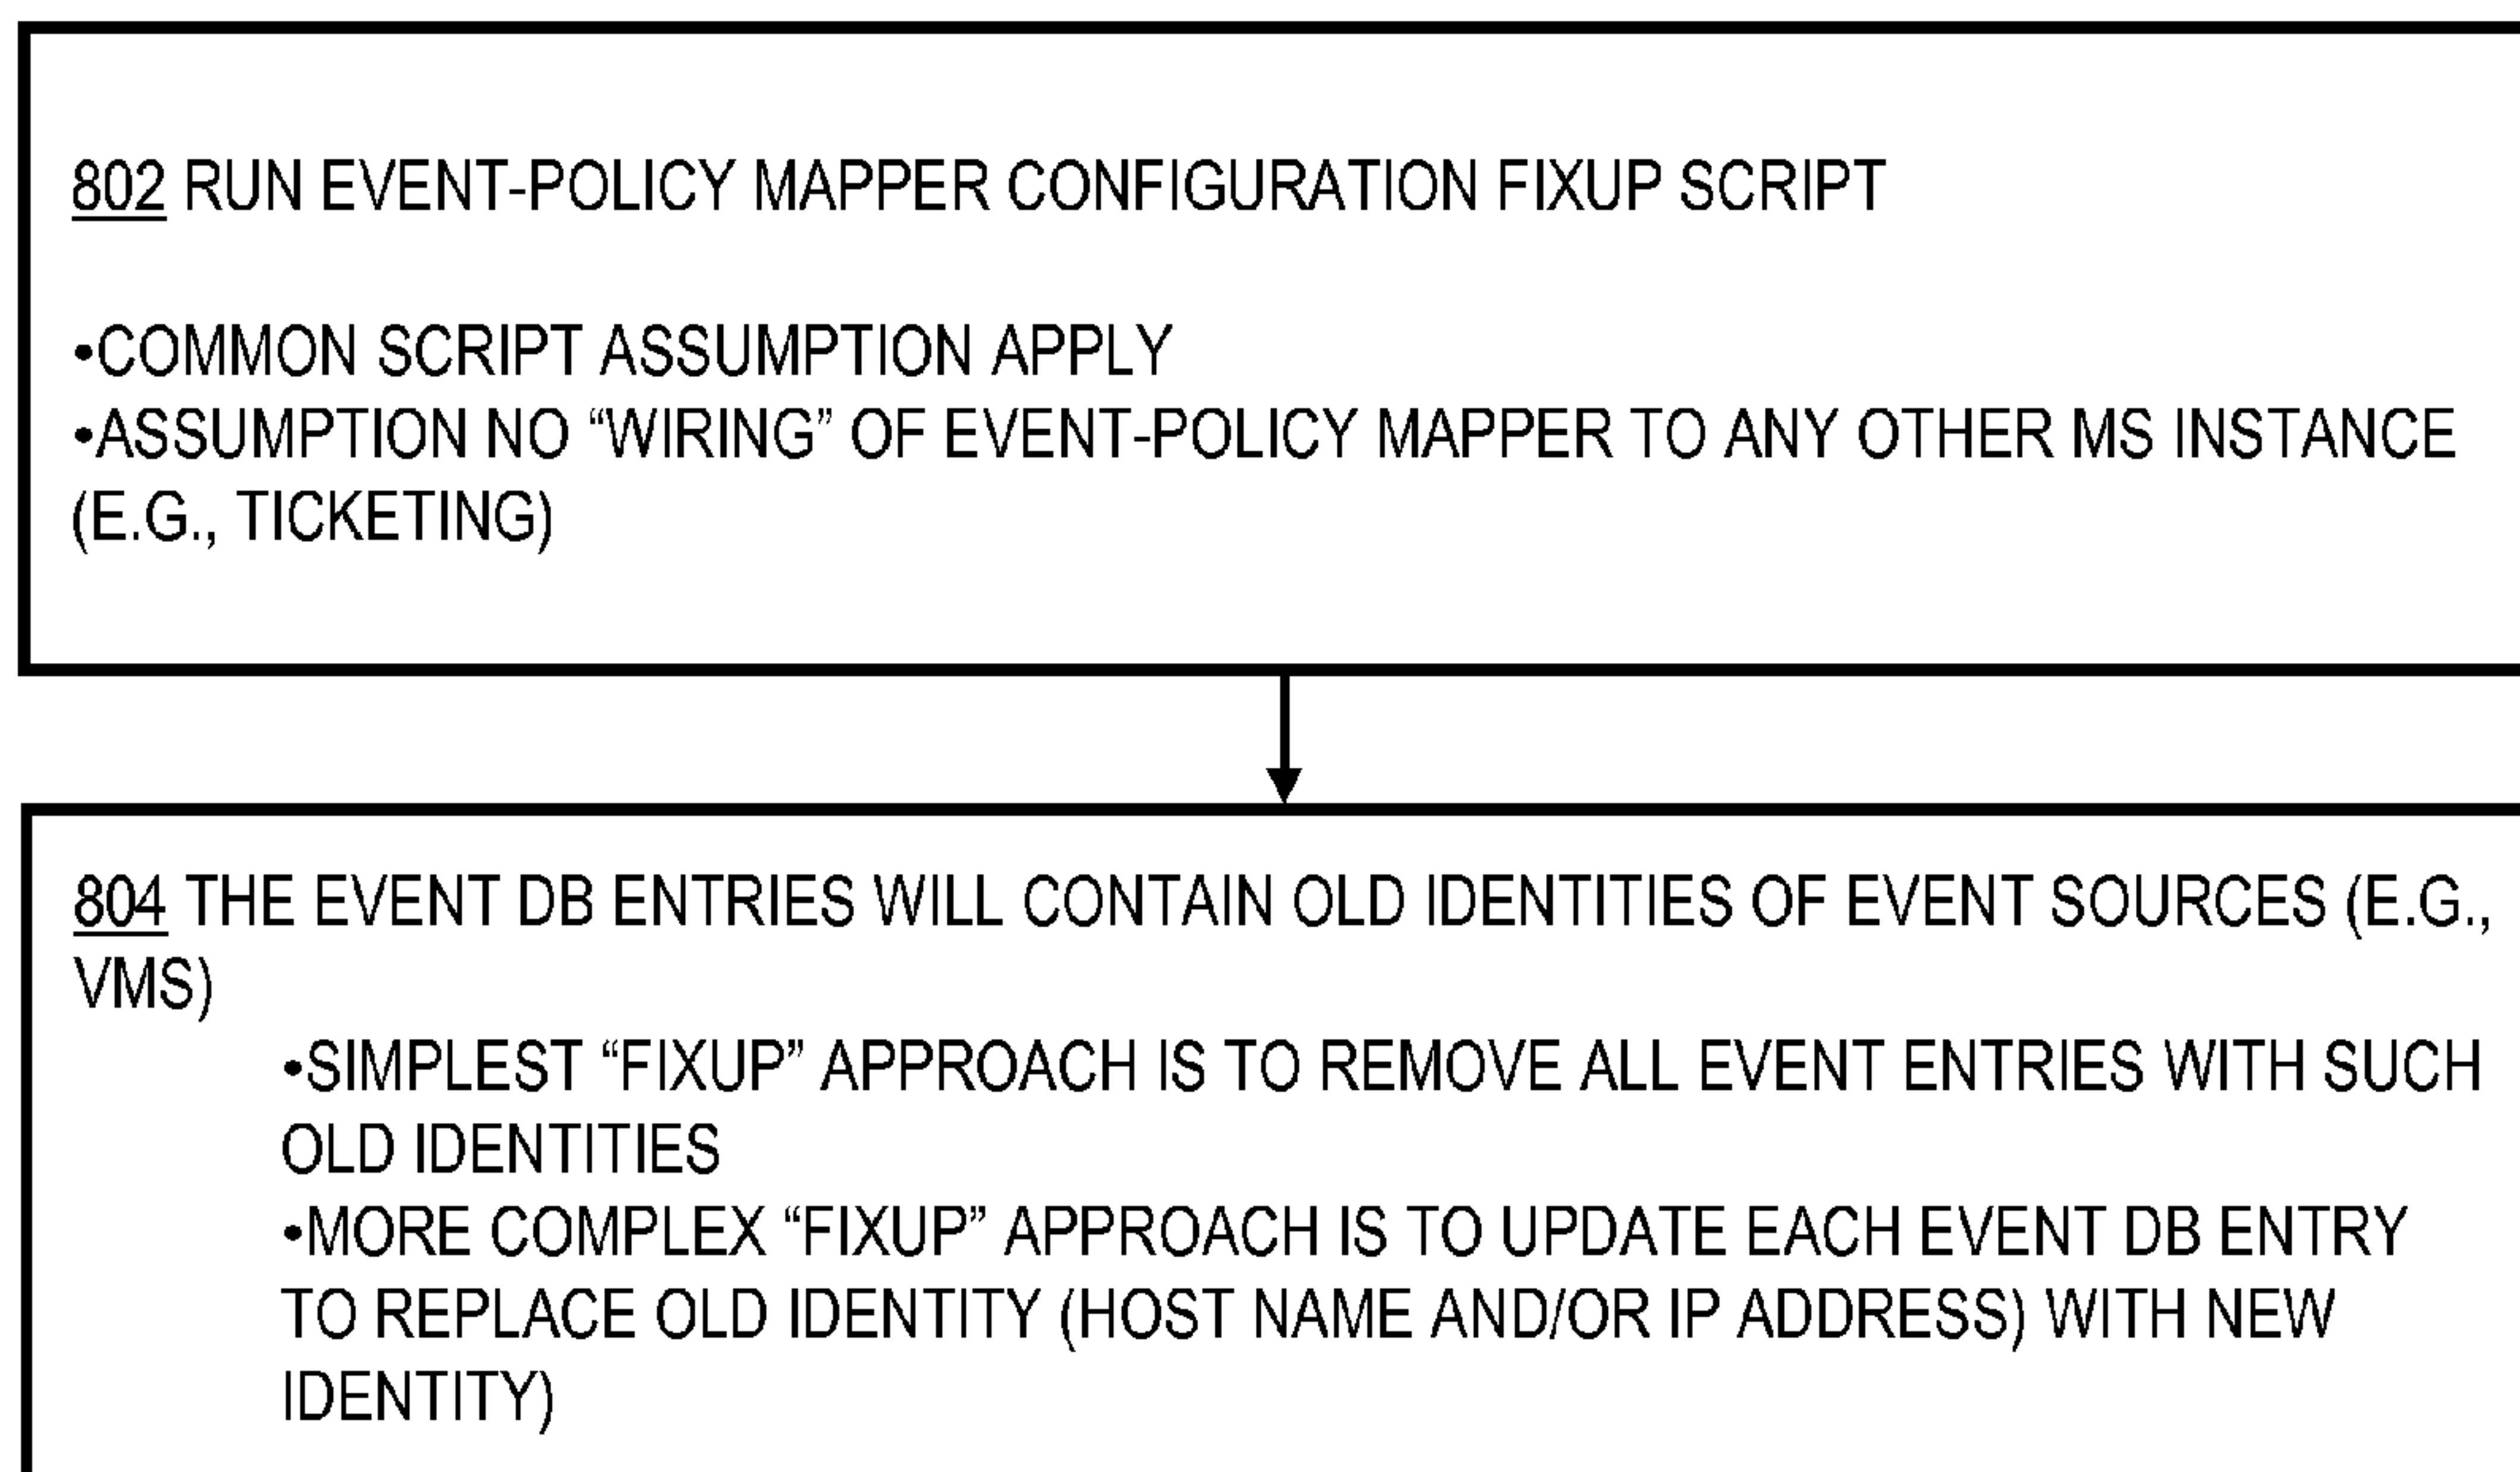 802 RUN EVENT-POLICY MAPPER CONFIGURATION FIXUP SCRIPT
•COMMON SCRIPT ASSUMPTION APPLY
•ASSUMPTION NO “WIRING” OF EVENT-POLICY MAPPER TO ANY OTHER MS INSTANCE
(E.G., TICKETING)
804 THE EVENT DB ENTRIES WILL CONTAIN OLD IDENTITIES OF EVENT SOURCES (E.G.,
VMS)
•SIMPLEST “FIXUP” APPROACH IS TO REMOVE ALL EVENT ENTRIES WITH SUCH
OLD IDENTITIES
•MORE COMPLEX “FIXUP” APPROACH IS TO UPDATE EACH EVENT DB ENTRY
TO REPLACE OLD IDENTITY (HOST NAME AND/OR IP ADDRESS) WITH NEW
IDENTITY)